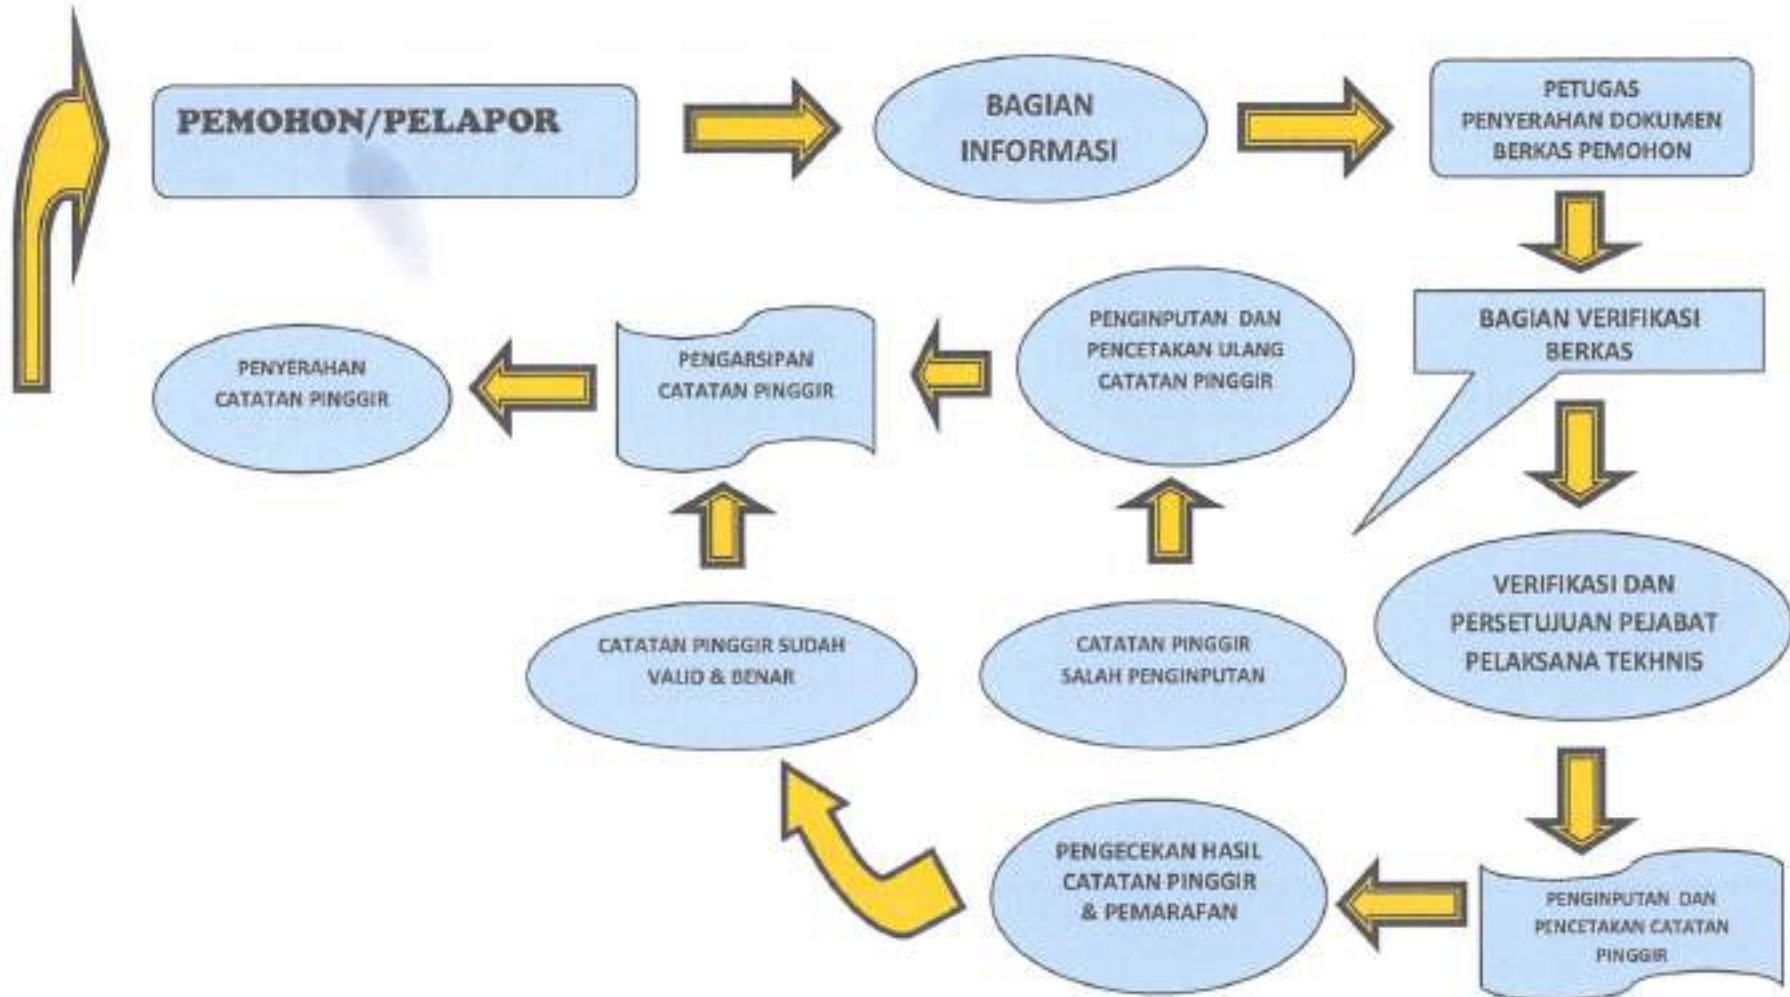 PEMOHON/PELAPOR
BAGIAN
INFORMASI
PETUGAS
PENYERAHAN DOKUMEN
BERKAS PEMOHON
BAGIAN VERIFIKASI
BERKAS
PENGINPUTAN DAN
PENCETAKAN ULANG
CATATAN PINGGIR
PENGARSIPAN
CATATAN PINGGIR
PENYERAHAN
CATATAN PINGGIR
VERIFIKASI DAN
PERSETUJUAN PEJABAT
PELAKSANA TEKHNIS
CATATAN PINGGIR
SALAH PENGINPUTAN
CATATAN PINGGIR SUDAH
VALID & BENAR
PENGECEKAN HASIL
CATATAN PINGGIR
& PEMARAFAN
PENGINPUTAN DAN
PENCETAKAN CATATAN
PINGGIR